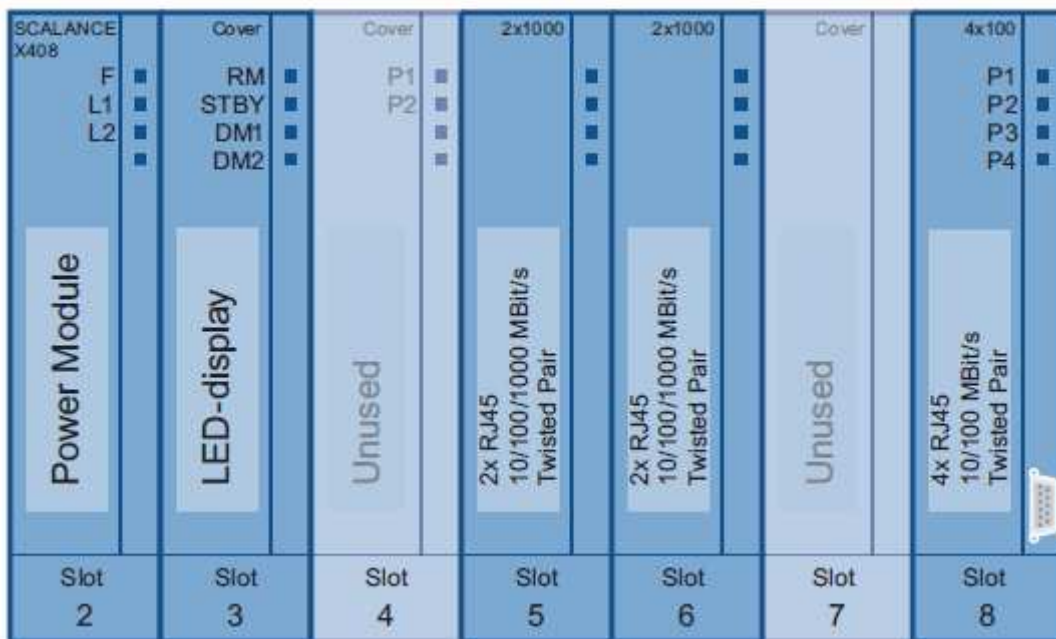 SCALANCE
X408
F
L1
L2
Power Module
Slot
2
Cover
RM
STBY
DM1
DM2
LED-display
Slot
3
Cover
P1
P2
Unused
Slot
4
2x1000
2x RJ45
10/100/1000 MBit/s
Twisted Pair
Slot
5
2x1000
2x RJ45
10/100/1000 MBit/s
Twisted Pair
Slot
6
Cover
Unused
Slot
7
4x100
P1
P2
P3
P4
4x RJ45
10/100 MBit/s
Twisted Pair
Slot
8